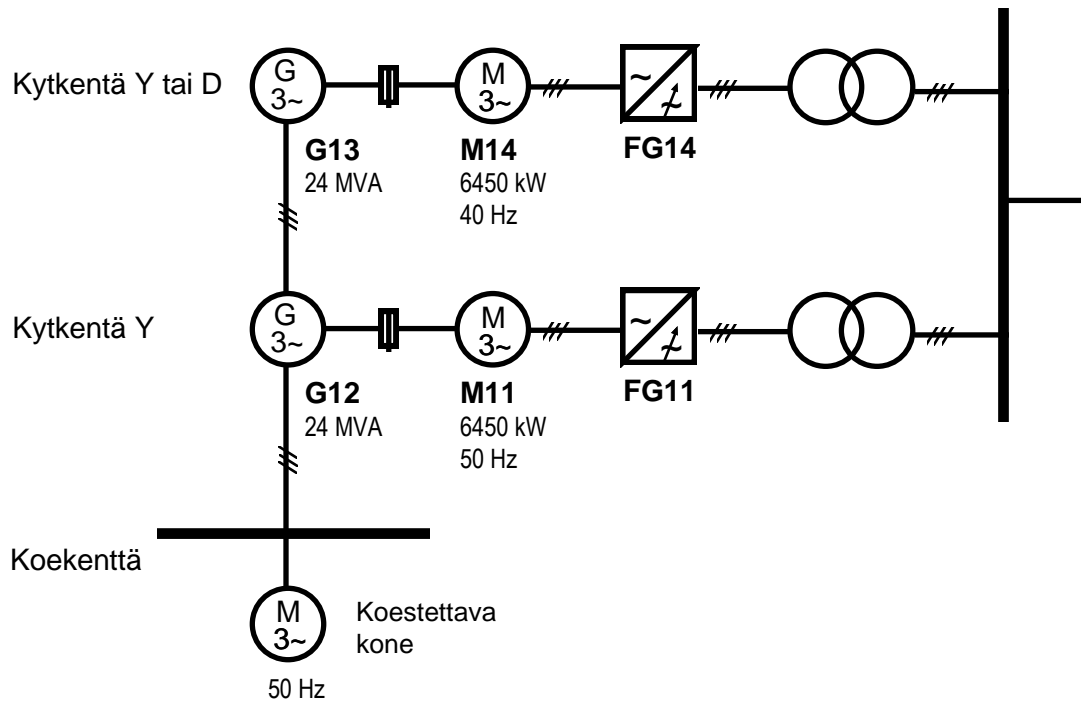 Kytkentä Y tai D
G
3~
M
3~
~
~
G13
24 MVA
M14
6450 kW
40 Hz
FG14
Kytkentä Y
G
3~
M
3~
~
~
G12
24 MVA
M11
6450 kW
50 Hz
FG11
Koekenttä
M
3~
Koestettava
kone
50 Hz